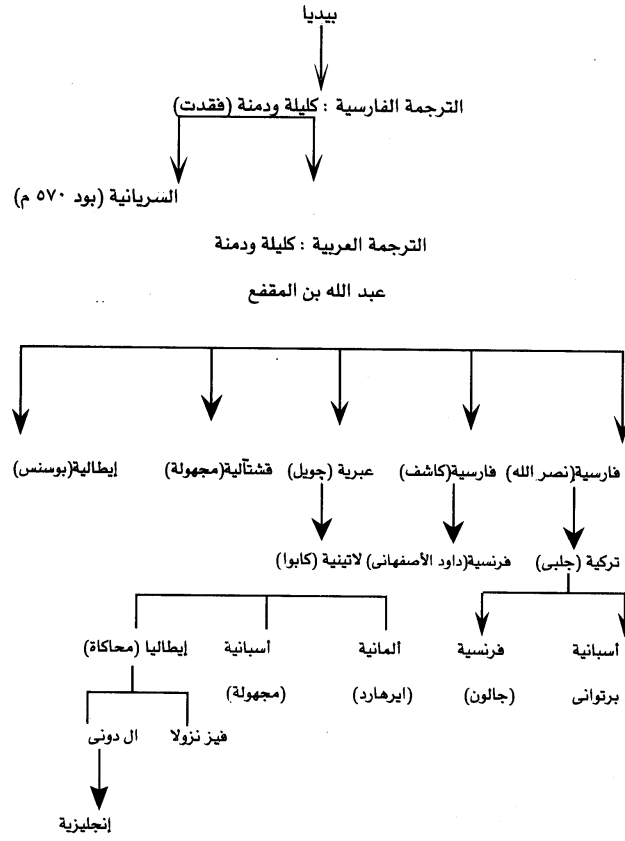 بيديا
الترجمة الفارسية : كليلة ودمنة (فقدت)
السريانية (بود ٥٧٠ م)
الترجمة العربية : كليلة ودمنة
عبد الله بن المقفع
فارسية(نصر الله) فارسية(كاشف) عبرية (چويل) قشتآلية(مجهولة) إيطالية(بوسنس)
تركية (جلبى) فرنسية(داود الأصفهانى) لاتينية (كابوا)
أسبانية فرنسية ألمانية أسبانية إيطاليا (محاكاة)
برتوانى (جالون) (ايرهارد) (مجهولة)
فيز نزولا ال دونى
إنجليزية